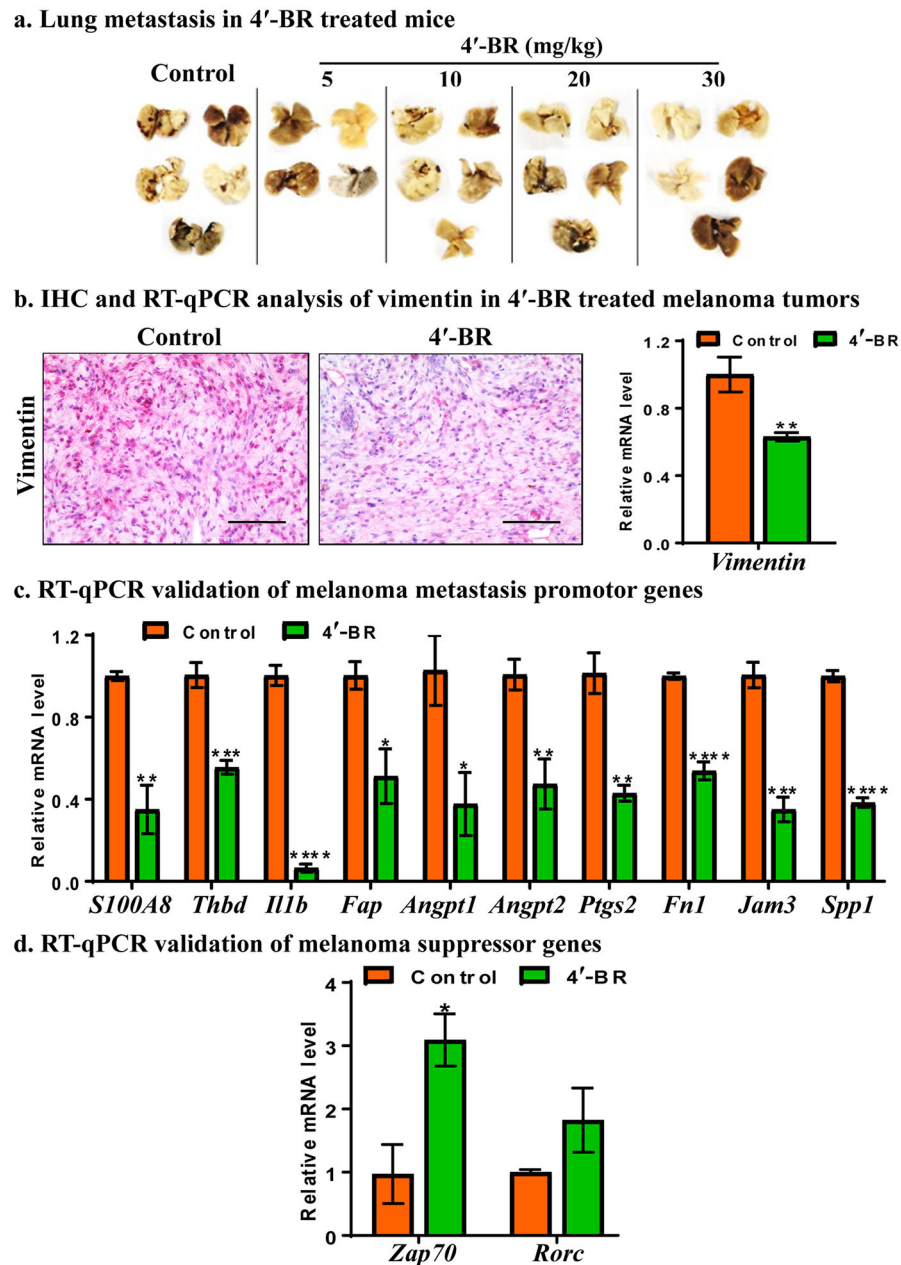 a. Lung metastasis in 4′-BR treated mice
4′-BR (mg/kg)
Control
5 10 20 30
b. IHC and RT-qPCR analysis of vimentin in 4′-BR treated melanoma tumors
Control 4′-BR
Vimentin
Control 4′-BR
Relative mRNA level
1.2
0.8
**
0.4
0.0
Vimentin
c. RT-qPCR validation of melanoma metastasis promotor genes
Control 4′-BR
Relative mRNA level
1.2
0.8
0.4
0.0
** *** **** * * ** ** **** *** ****
S100A8 Thbd Il1b Fap Angpt1 Angpt2 Ptgs2 Fn1 Jam3 Spp1
d. RT-qPCR validation of melanoma suppressor genes
Control 4′-BR
Relative mRNA level
4
*
3
2
1
0
Zap70 Rorc